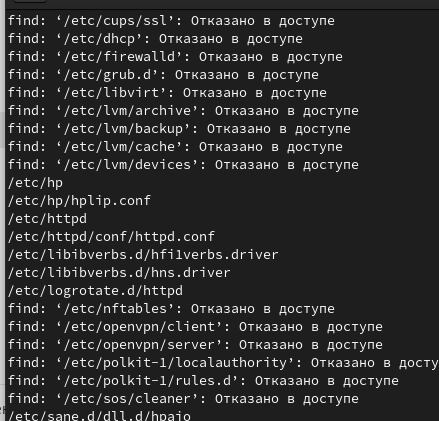 find: ‘/etc/cups/ssl’: Отказано в доступе
find: ‘/etc/dhcp’: Отказано в доступе
find: ‘/etc/firewalld’: Отказано в доступе
find: ‘/etc/grub.d’: Отказано в доступе
find: ‘/etc/libvirt’: Отказано в доступе
find: ‘/etc/lvm/archive’: Отказано в доступе
find: ‘/etc/lvm/backup’: Отказано в доступе
find: ‘/etc/lvm/cache’: Отказано в доступе
find: ‘/etc/lvm/devices’: Отказано в доступе
/etc/hp
/etc/hp/hplip.conf
/etc/httpd
/etc/httpd/conf/httpd.conf
/etc/libibverbs.d/hfi1verbs.driver
/etc/libibverbs.d/hns.driver
/etc/logrotate.d/httpd
find: ‘/etc/nftables’: Отказано в доступе
find: ‘/etc/openvpn/client’: Отказано в доступе
find: ‘/etc/openvpn/server’: Отказано в доступе
find: ‘/etc/polkit-1/localauthority’: Отказано в досту
find: ‘/etc/polkit-1/rules.d’: Отказано в доступе
find: ‘/etc/sos/cleaner’: Отказано в доступе
/etc/sane.d/dll.d/hpaio